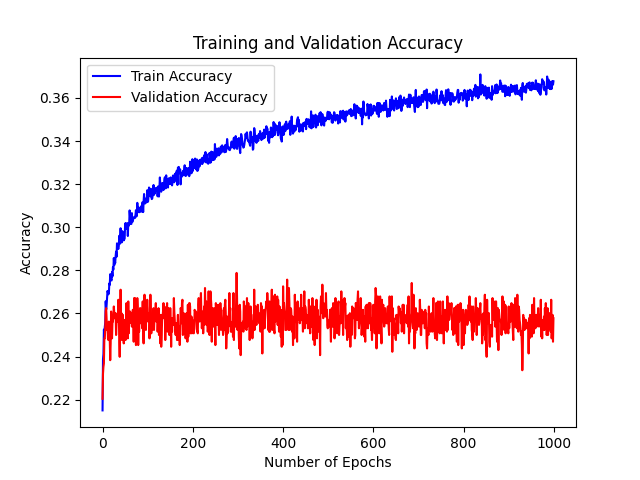 Training and Validation Accuracy
Train Accuracy
Validation Accuracy
Accuracy
0.36
0.34
0.32
0.30
0.28
0.26
0.24
0.22
0
200
400
600
800
1000
Number of Epochs